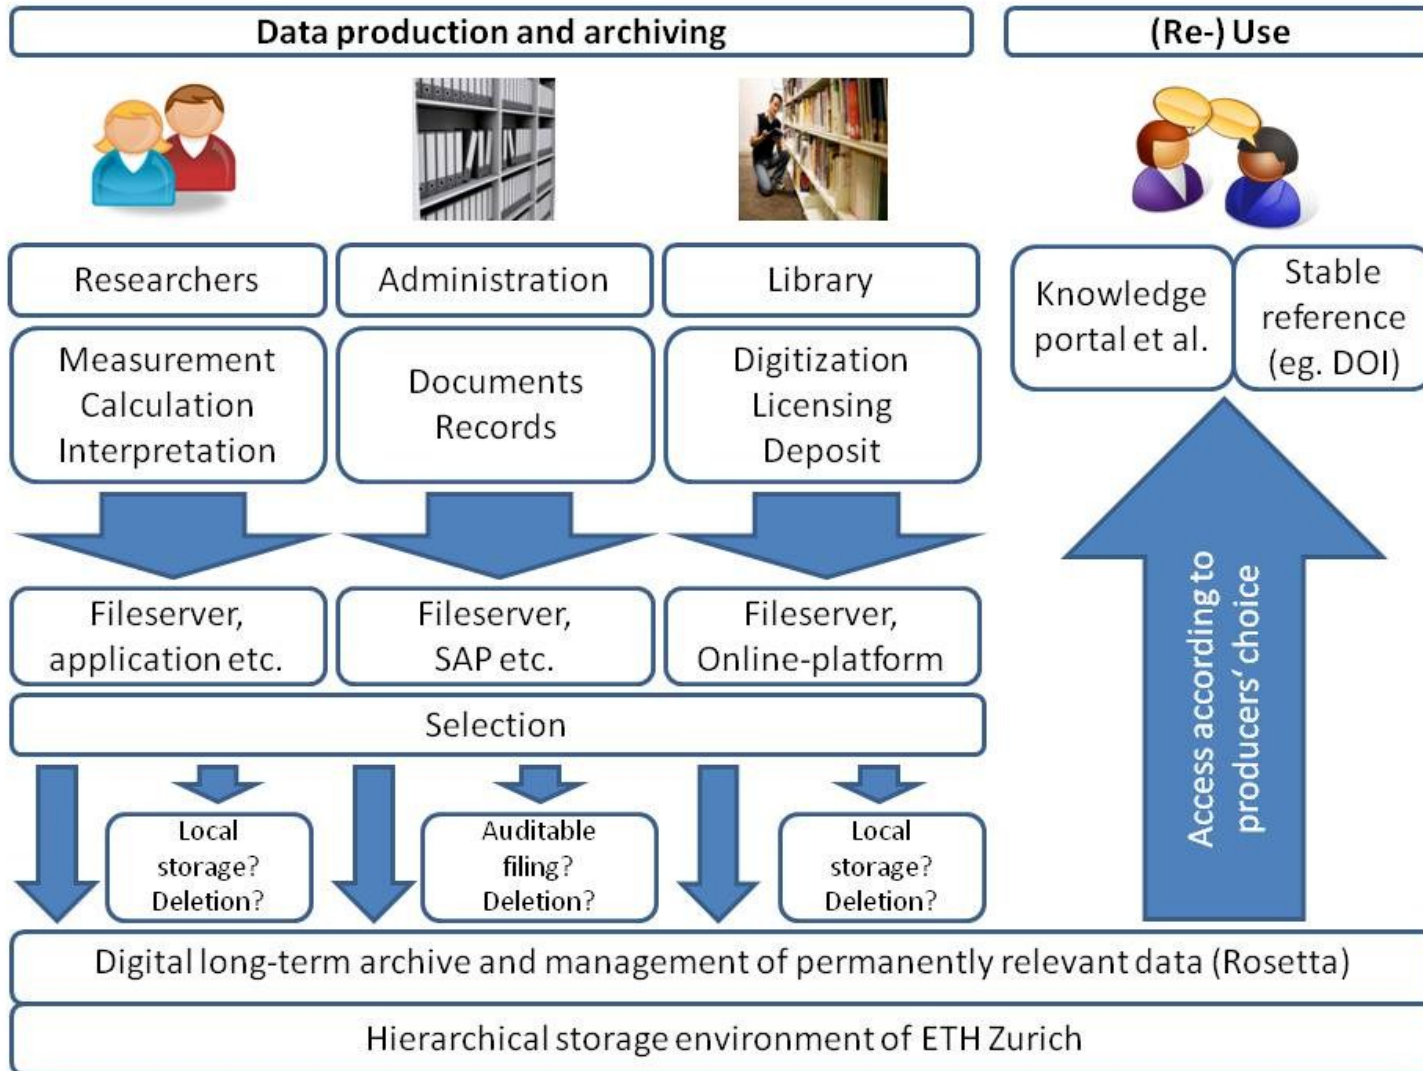 Data production and archiving
(Re-) Use
Researchers
Administration
Library
Knowledge
portal et al.
Stable
reference
(eg. DOI)
Measurement
Calculation
Interpretation
Documents
Records
Digitization
Licensing
Deposit
Fileserver,
application etc.
Fileserver,
SAP etc.
Fileserver,
Online-platform
Selection
Local
storage?
Deletion?
Auditable
filing?
Deletion?
Local
storage?
Deletion?
Access according to
producers‘ choice
Digital long-term archive and management of permanently relevant data (Rosetta)
Hierarchical storage environment of ETH Zurich